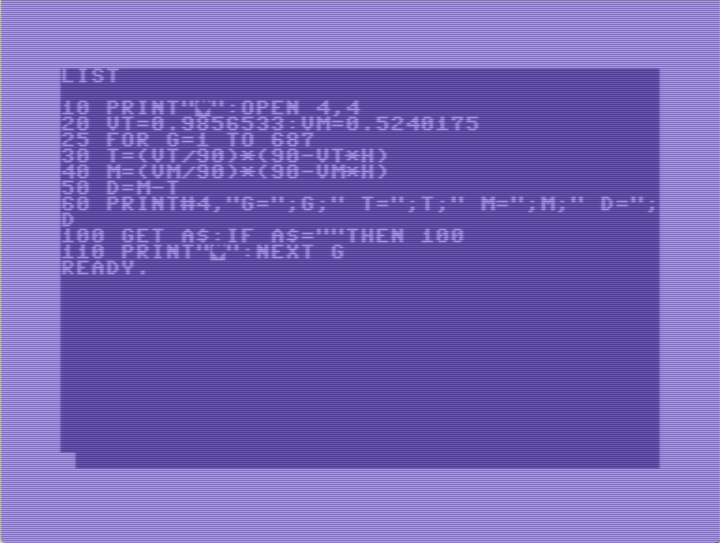 LIST
10 PRINT"":OPEN 4,4
20 VT=0.9856533:VM=0.5240175
25 FOR G=1 TO 687
30 T=(VT/90)*(90-VT*H)
40 M=(VM/90)*(90-VM*H)
50 D=M-T
60 PRINT#4,"G=";G;" T=";T;" M=";M;" D=";
D
100 GET A$:IF A$=""THEN 100
110 PRINT"":NEXT G
READY.